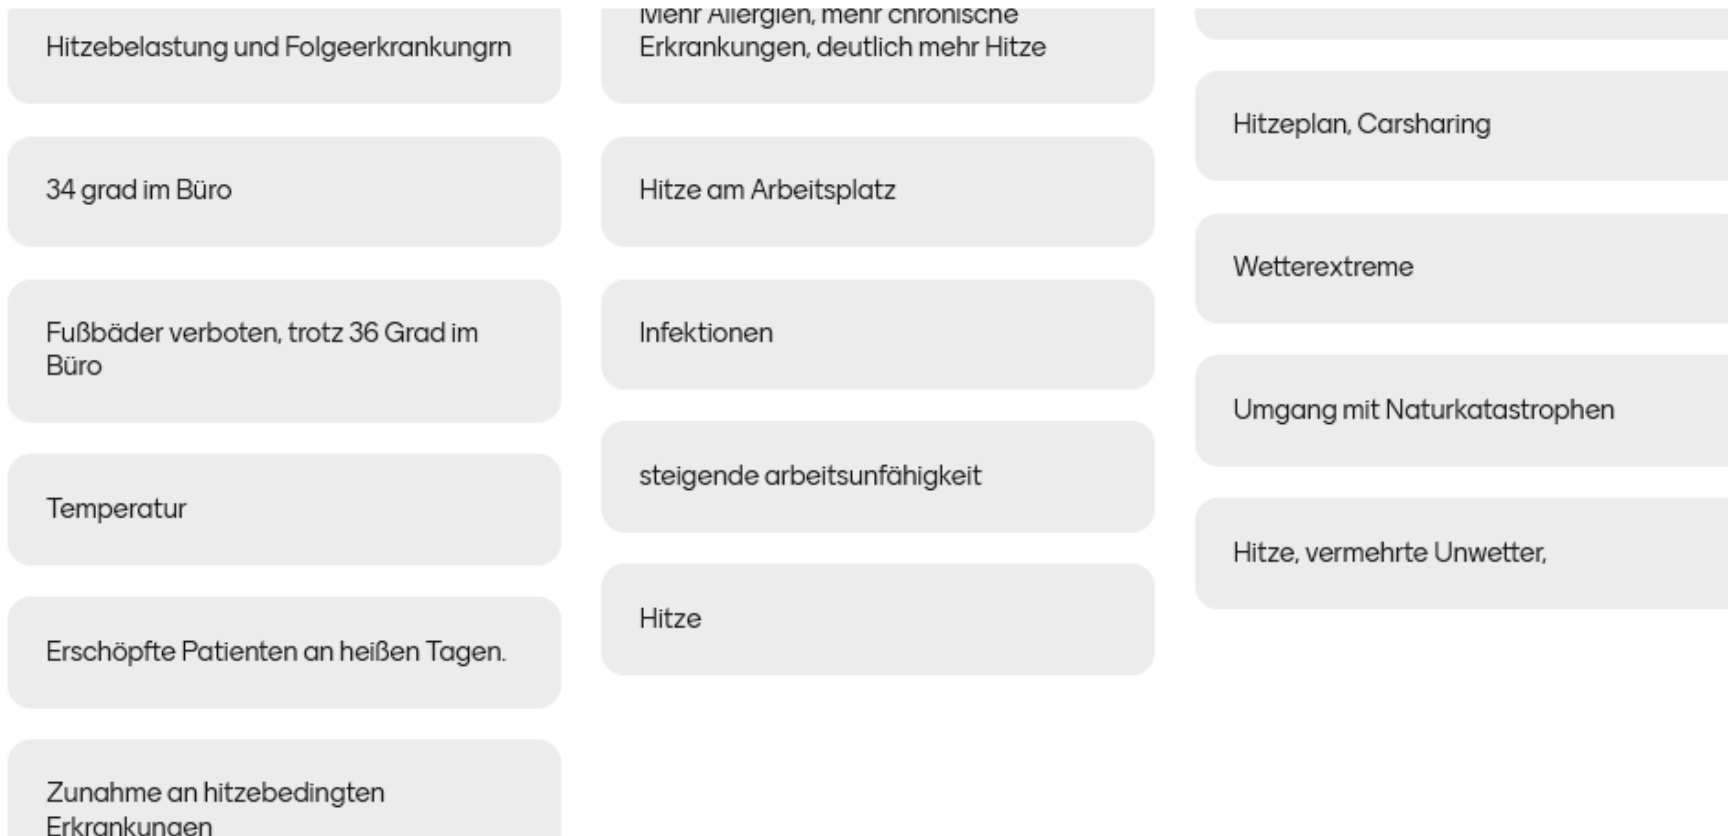 Hitzebelastung und Folgeerkrankungrn
34 grad im Büro
Fußbäder verboten, trotz 36 Grad im
Büro
Temperatur
Erschöpfte Patienten an heißen Tagen.
Zunahme an hitzebedingten
Erkrankungen
Mehr Allergien, mehr chronische
Erkrankungen, deutlich mehr Hitze
Hitze am Arbeitsplatz
Infektionen
steigende arbeitsunfähigkeit
Hitze
Hitzeplan, Carsharing
Wetterextreme
Umgang mit Naturkatastrophen
Hitze, vermehrte Unwetter,